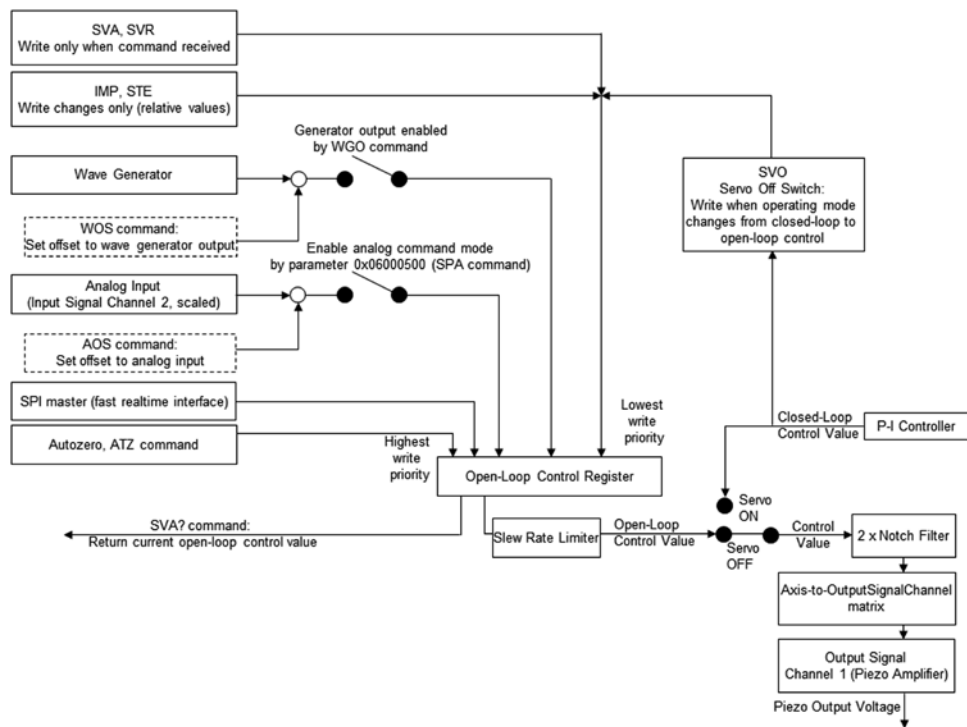 SVA, SVR
Write only when command received
IMP, STE
Write changes only (relative values)
Generator output enabled
by WGO command
Wave Generator
SVO
Servo Off Switch:
Write when operating mode
changes from closed-loop to
open-loop control
WOS command:
Set offset to wave generator output
Enable analog command mode
by parameter 0x06000500 (SPA command)
Analog Input
(Input Signal Channel 2, scaled)
AOS command:
Set offset to analog input
SPI master (fast realtime interface)
Autozero, ATZ command
Highest
write
priority
Lowest
write
priority
Closed-Loop
Control Value
P-I Controller
Open-Loop Control Register
SVA? command:
Return current open-loop control value
Slew Rate Limiter
Open-Loop
Control Value
Servo
ON
Servo
OFF
Control
Value
2 x Notch Filter
Axis-to-OutputSignalChannel
matrix
Output Signal
Channel 1 (Piezo Amplifier)
Piezo Output Voltage